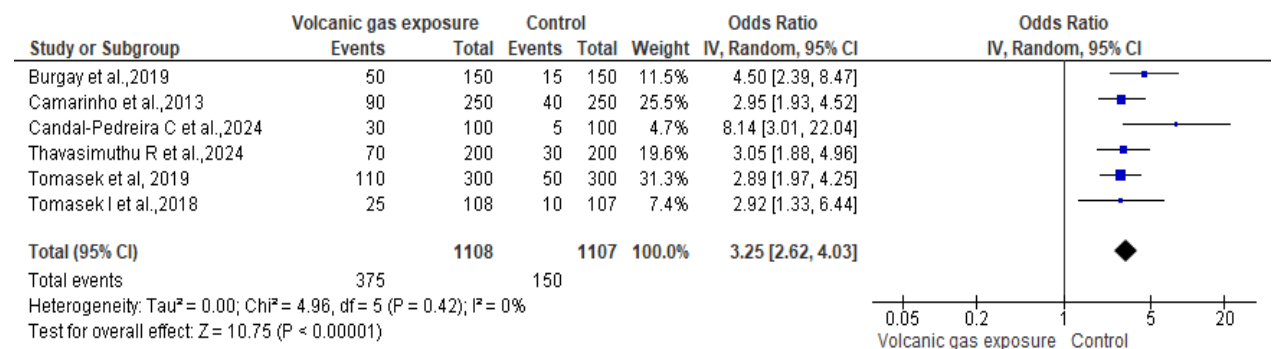 Volcanic gas exposure Control Odds Ratio Odds Ratio
Study or Subgroup Events Total Events Total Weight IV, Random, 95% CI IV, Random, 95% CI
Burgay et al.,2019 50 150 15 150 11.5% 4.50 [2.39, 8.47]
Camarinho et al.,2013 90 250 40 250 25.5% 2.95 [1.93, 4.52]
Candal-Pedreira C et al.,2024 30 100 5 100 4.7% 8.14 [3.01, 22.04]
Thavasimuthu R et al.,2024 70 200 30 200 19.6% 3.05 [1.88, 4.96]
Tomasek et al, 2019 110 300 50 300 31.3% 2.89 [1.97, 4.25]
Tomasek I et al.,2018 25 108 10 107 7.4% 2.92 [1.33, 6.44]
Total (95% CI) 1108 1107 100.0% 3.25 [2.62, 4.03]
Total events 375 150
Heterogeneity: Tau² = 0.00; Chi² = 4.96, df = 5 (P = 0.42); I² = 0%
Test for overall effect: Z = 10.75 (P < 0.00001)
0.05 0.2 1 5 20
Volcanic gas exposure Control